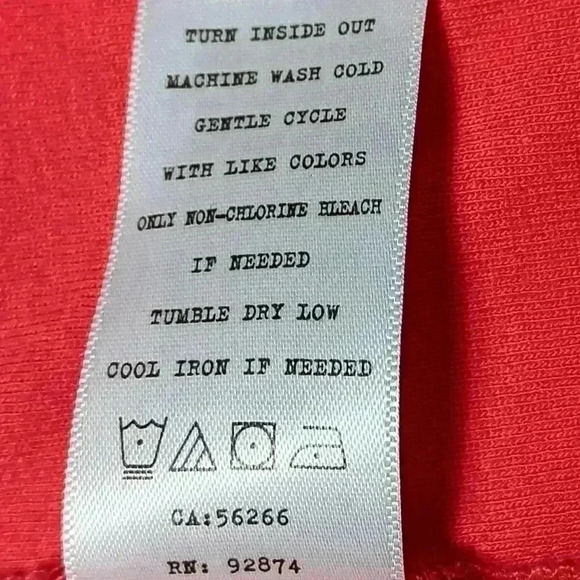 TURN INSIDE OUT
MACHINE WASH COLD
GENTLE CYCLE
WITH LIKE COLORS
ONLY NON-CHLORINE BLEACH
IF NEEDED
TUMBLE DRY LOW
COOL IRON IF NEEDED
CA:56266
RN: 92874